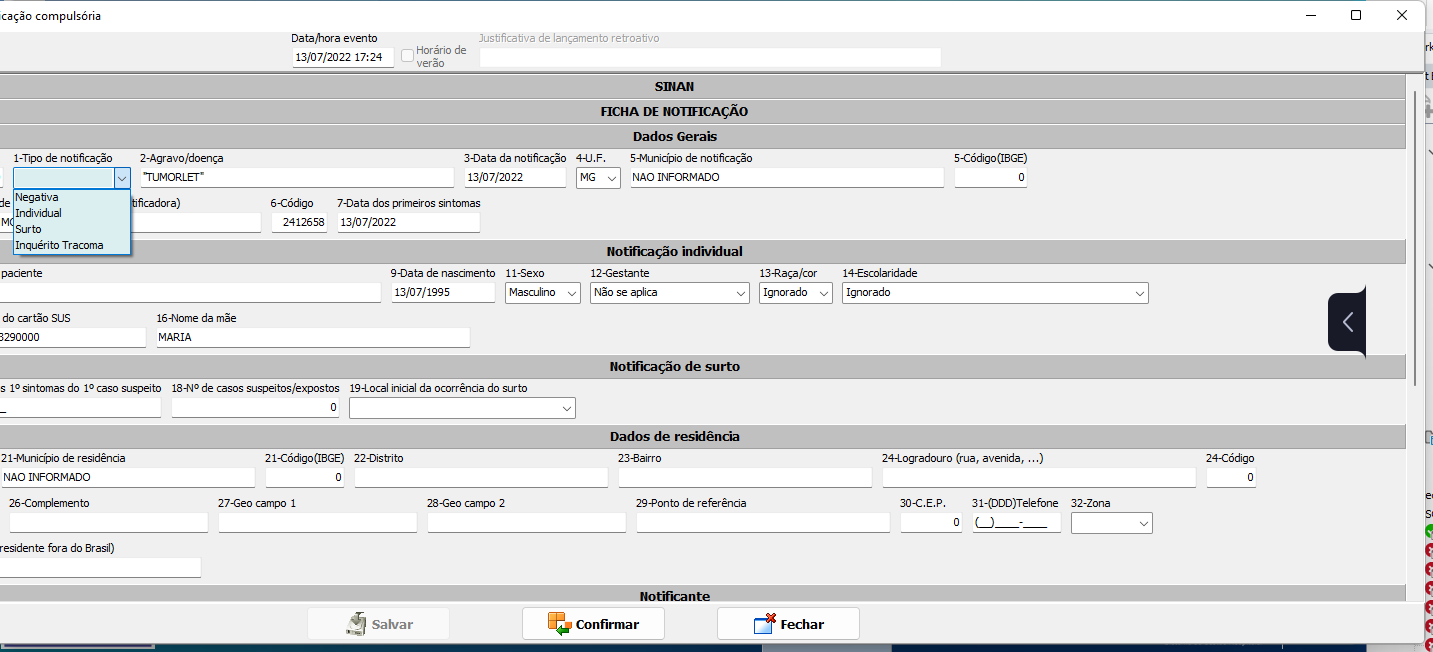 icação compulsória
Data/hora evento
Justificativa de lançamento retroativo
13/07/2022 17:24
Horário de
verão
SINAN
FICHA DE NOTIFICAÇÃO
Dados Gerais
1-Tipo de notificação 2-Agravo/doença 3-Data da notificação 4-U.F. 5-Município de notificação 5-Código(IBGE)
"TUMORLET" 13/07/2022 MG NAO INFORMADO 0
Negativa
Individual
Surto
Inquérito Tracoma
de tificadora) 6-Código 7-Data dos primeiros sintomas
2412658 13/07/2022
Notificação individual
paciente 9-Data de nascimento 11-Sexo 12-Gestante 13-Raça/cor 14-Escolaridade
13/07/1995 Masculino Não se aplica Ignorado Ignorado
do cartão SUS 16-Nome da mãe
3290000 MARIA
Notificação de surto
s 1º sintomas do 1º caso suspeito 18-Nº de casos suspeitos/expostos 19-Local inicial da ocorrência do surto
0
Dados de residência
21-Município de residência 21-Código(IBGE) 22-Distrito 23-Bairro 24-Logradouro (rua, avenida, ...) 24-Código
NAO INFORMADO 0 0
26-Complemento 27-Geo campo 1 28-Geo campo 2 29-Ponto de referência 30-C.E.P. 31-(DDD)Telefone 32-Zona
0 (__)____-____
residente fora do Brasil)
Notificante
Salvar Confirmar Fechar